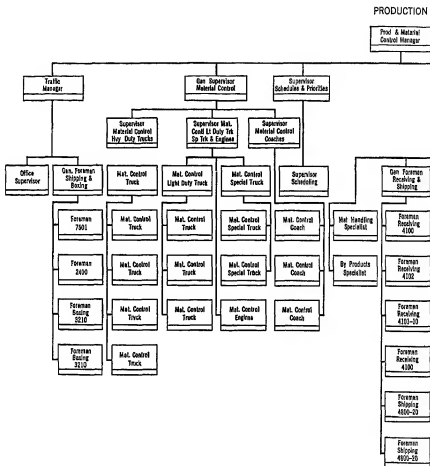 PRODUCTION
Prod & Material
Control Manager
Traffic
Manager
Gen Supervisor
Material Control
Supervisor
Schedules & Priorities
Supervisor
Material Control
Hvy Duty Trucks
Supervisor Mat.
Contl Lt Duty Trk
Sp Trk & Engines
Supervisor
Material Control
Coaches
Office
Supervisor
Gen. Foreman
Shipping &
Boxing
Mat. Control
Truck
Mat. Control
Light Duty Truck
Mat. Control
Special Truck
Supervisor
Scheduling
Gen Foreman
Receiving &
Shipping
Foreman
7501
Mat. Control
Truck
Mat. Control
Truck
Mat. Control
Special Truck
Mat. Control
Coach
Mat Handling
Specialist
Foreman
Receiving
4100
Foreman
2400
Mat. Control
Truck
Mat. Control
Truck
Mat. Control
Special Truck
Mat. Control
Coach
By Products
Specialist
Foreman
Receiving
4102
Foreman
Boxing
3210
Mat. Control
Truck
Mat. Control
Truck
Mat. Control
Engines
Mat. Control
Coach
Foreman
Receiving
4101-10
Foreman
Boxing
3210
Mat. Control
Truck
Foreman
Receiving
4100
Foreman
Shipping
4800-20
Foreman
Shipping
4800-20